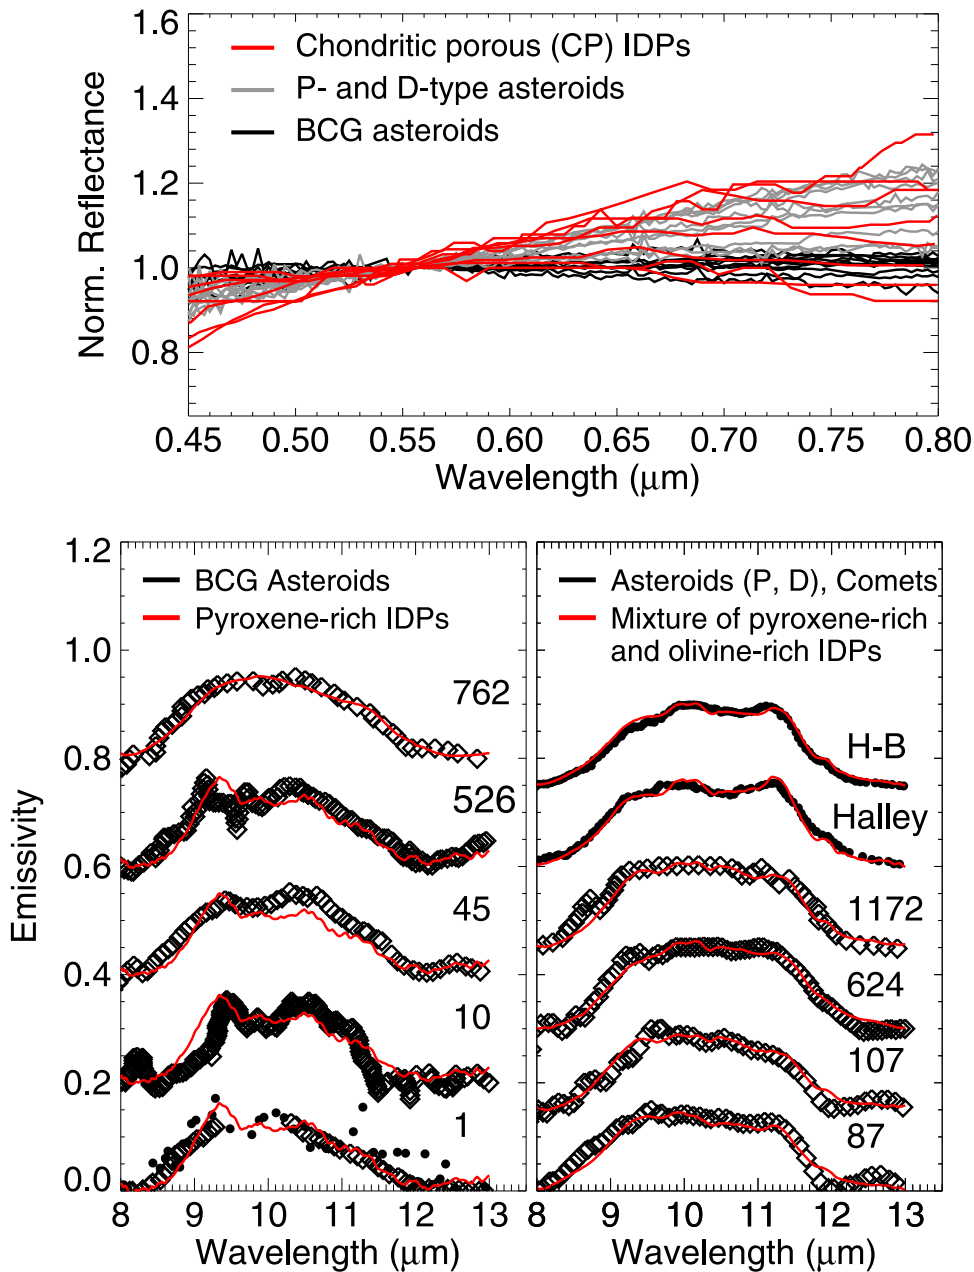 1.6
1.4
1.2
1.0
0.8
Norm. Reflectance
Chondritic porous (CP) IDPs
P- and D-type asteroids
BCG asteroids
0.45 0.50 0.55 0.60 0.65 0.70 0.75 0.80
Wavelength (μm)
1.2
1.0
0.8
0.6
0.4
0.2
0.0
Emissivity
BCG Asteroids
Pyroxene-rich IDPs
762
526
45
10
1
8 9 10 11 12 13
Wavelength (μm)
Asteroids (P, D), Comets
Mixture of pyroxene-rich
and olivine-rich IDPs
H-B
Halley
1172
624
107
87
8 9 10 11 12 13
Wavelength (μm)